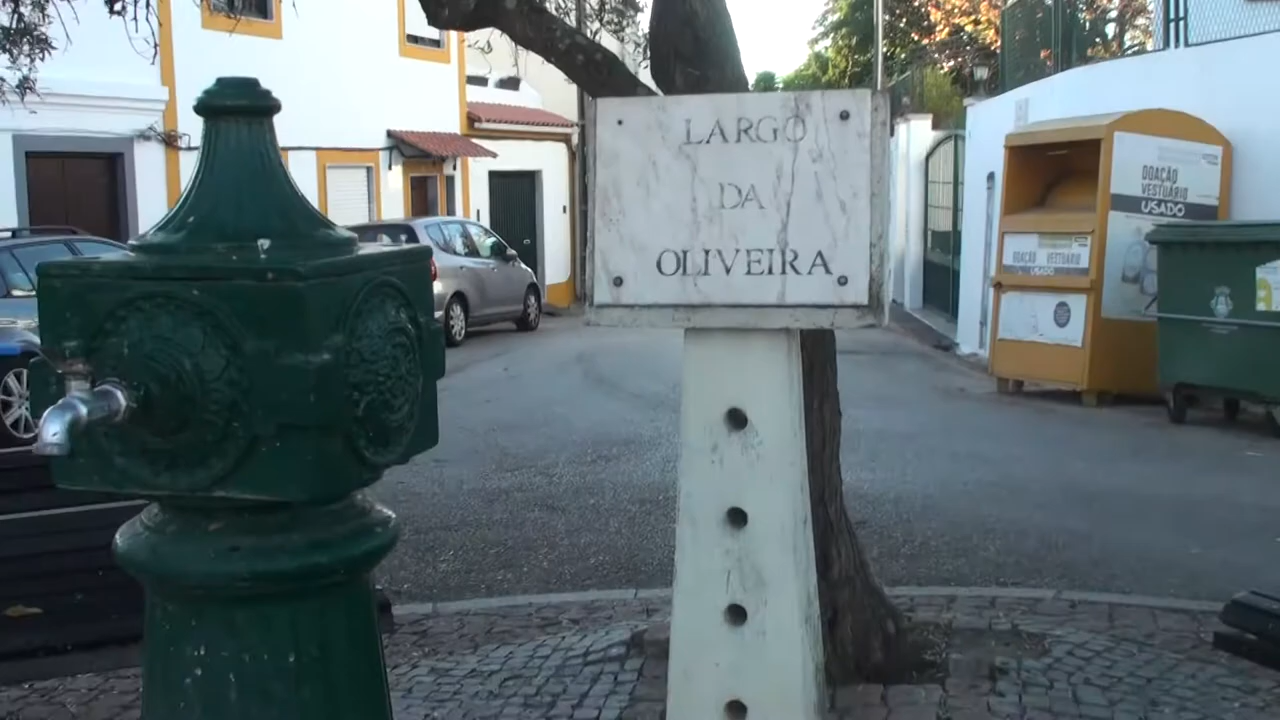 LARGO
DA
OLIVEIRA
DOAÇÃO
VESTUÁRIO
USADO
DOAÇÃO VESTUÁRIO
USADO